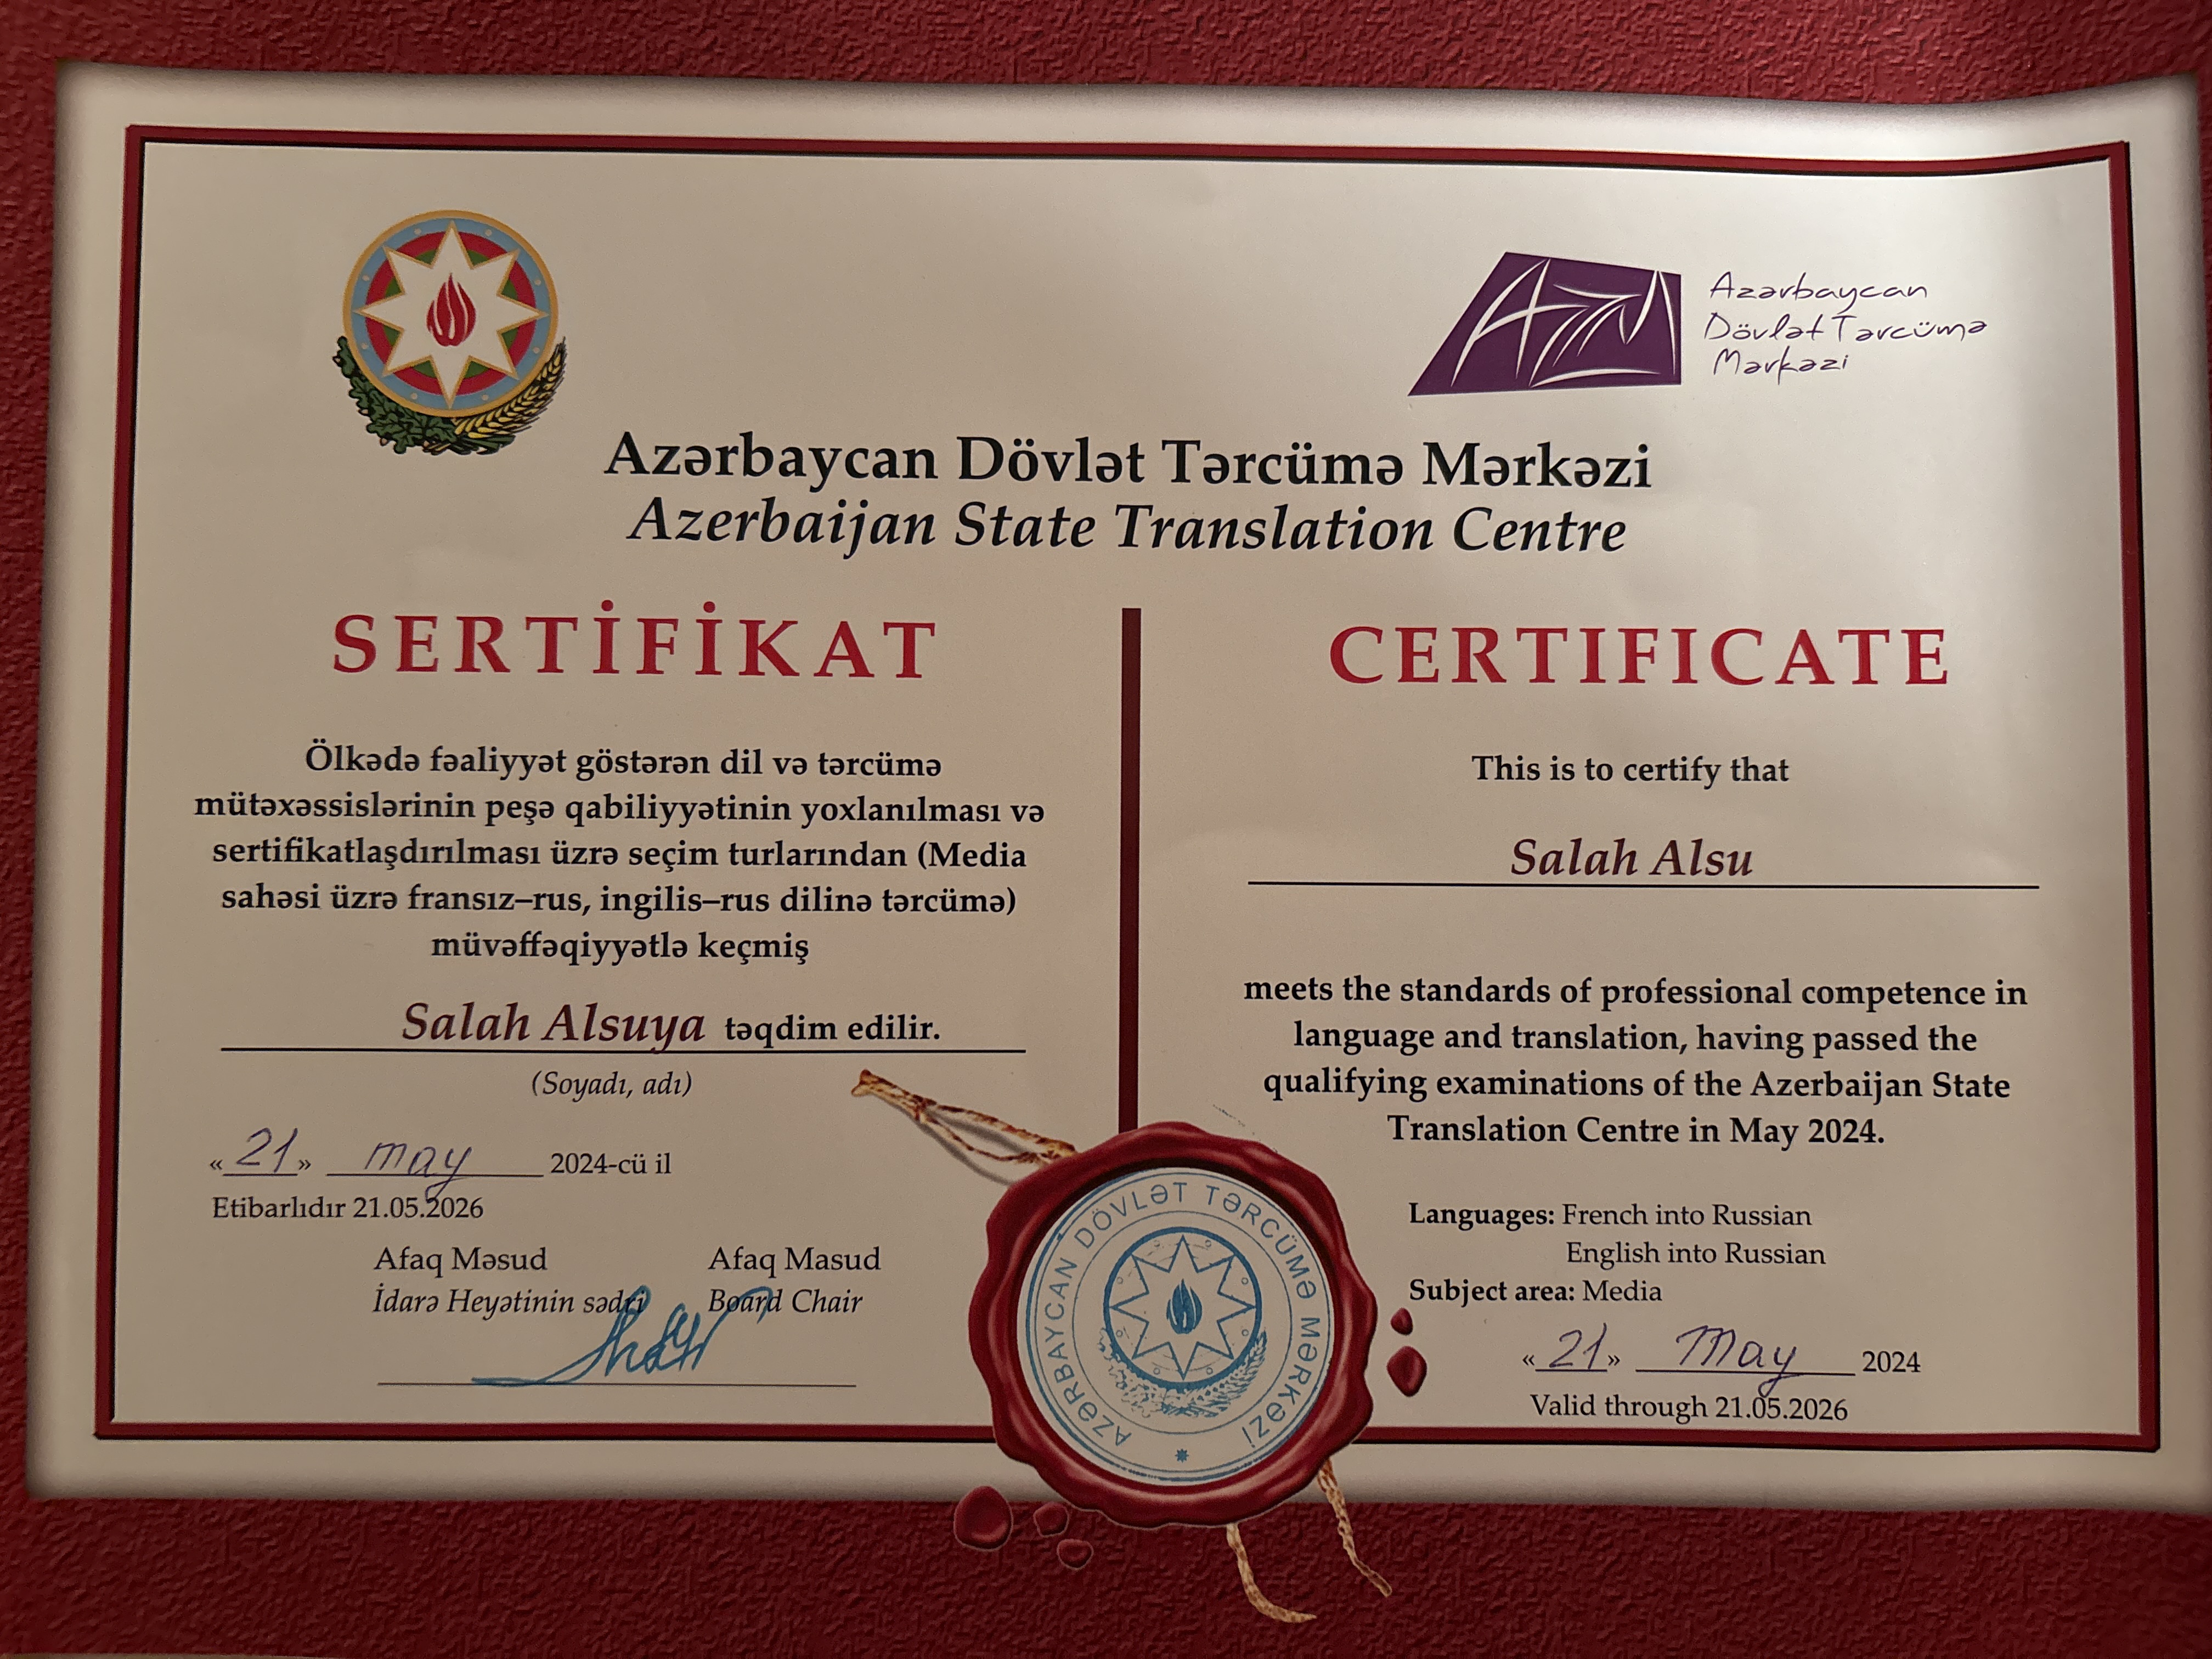 Azərbaycan
Dövlət Tərcümə
Mərkəzi
Azərbaycan Dövlət Tərcümə Mərkəzi
Azerbaijan State Translation Centre
SERTİFİKAT
Ölkədə fəaliyyət göstərən dil və tərcümə
mütəxəssislərinin peşə qabiliyyətinin yoxlanılması və
sertifikatlaşdırılması üzrə seçim turlarından (Media
sahəsi üzrə fransız–rus, ingilis–rus dilinə tərcümə)
müvəffəqiyyətlə keçmiş
Salah Alsuya təqdim edilir.
(Soyadı, adı)
«21» may 2024-cü il
Etibarlıdır 21.05.2026
Afaq Məsud
İdarə Heyətinin sədri
Afaq Masud
Board Chair
CERTIFICATE
This is to certify that
Salah Alsu
meets the standards of professional competence in
language and translation, having passed the
qualifying examinations of the Azerbaijan State
Translation Centre in May 2024.
Languages: French into Russian
English into Russian
Subject area: Media
«21» May 2024
Valid through 21.05.2026
AZƏRBAYCAN DÖVLƏT TƏRCÜMƏ MƏRKƏZİ